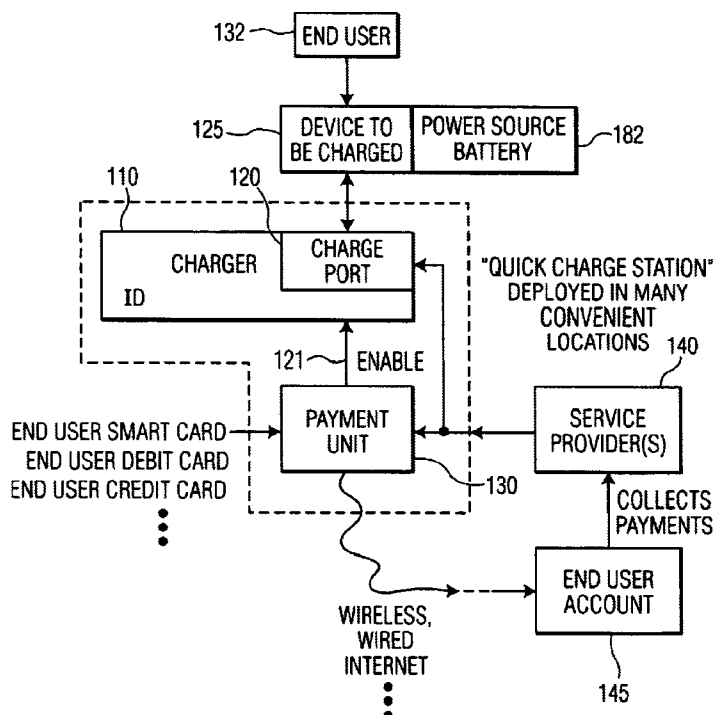 132
END USER
125
DEVICE TO
BE CHARGED
POWER SOURCE
BATTERY
182
110
120
CHARGER
ID
CHARGE
PORT
"QUICK CHARGE STATION"
DEPLOYED IN MANY
CONVENIENT
LOCATIONS
121
ENABLE
140
PAYMENT
UNIT
130
SERVICE
PROVIDER(S)
END USER SMART CARD
END USER DEBIT CARD
END USER CREDIT CARD
COLLECTS
PAYMENTS
END USER
ACCOUNT
145
WIRELESS,
WIRED
INTERNET